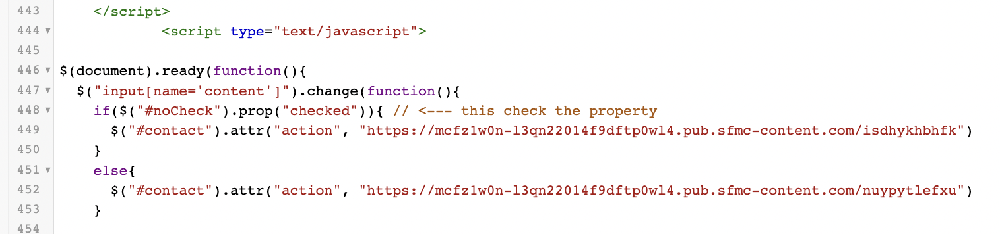 443 </script>
444 <script type="text/javascript">
445
446 $(document).ready(function(){
447 $("input[name='content']").change(function(){
448 if($("#noCheck").prop("checked")){ // <--- this check the property
449 $("#contact").attr("action", "https://mcfz1w0n-l3qn22014f9dftp0wl4.pub.sfmc-content.com/isdhykhbhfk")
450 }
451 else{
452 $("#contact").attr("action", "https://mcfz1w0n-l3qn22014f9dftp0wl4.pub.sfmc-content.com/nuypytlefxu")
453 }
454